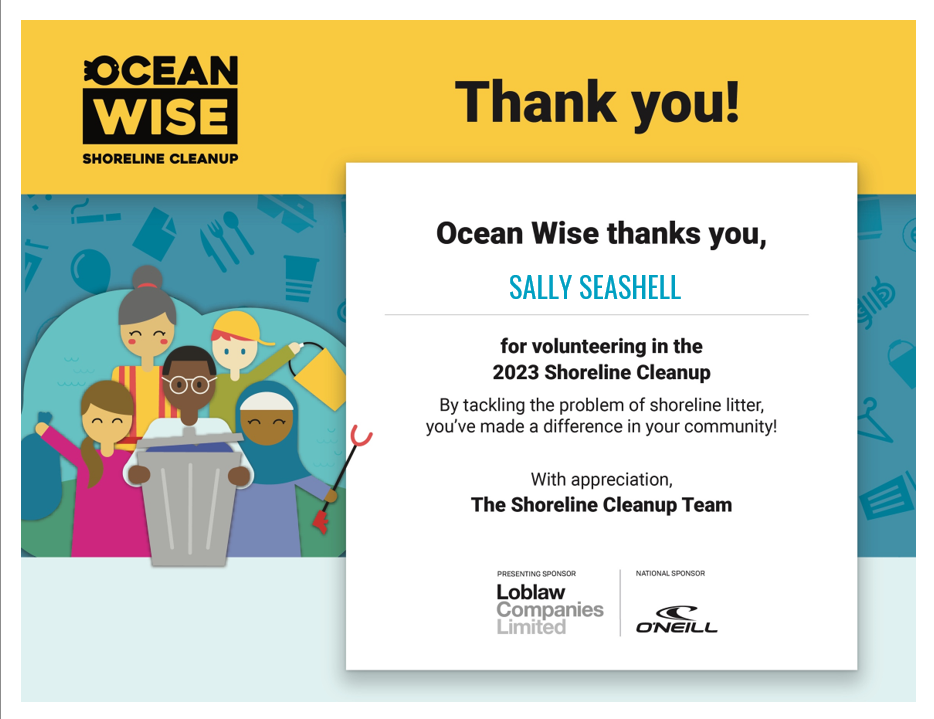 OCEAN
WISE
SHORELINE CLEANUP
Thank you!
Ocean Wise thanks you,
SALLY SEASHELL
for volunteering in the
2023 Shoreline Cleanup
By tackling the problem of shoreline litter,
you've made a difference in your community!
With appreciation,
The Shoreline Cleanup Team
PRESENTING SPONSOR
Loblaw
Companies
Limited
NATIONAL SPONSOR
O'NEILL